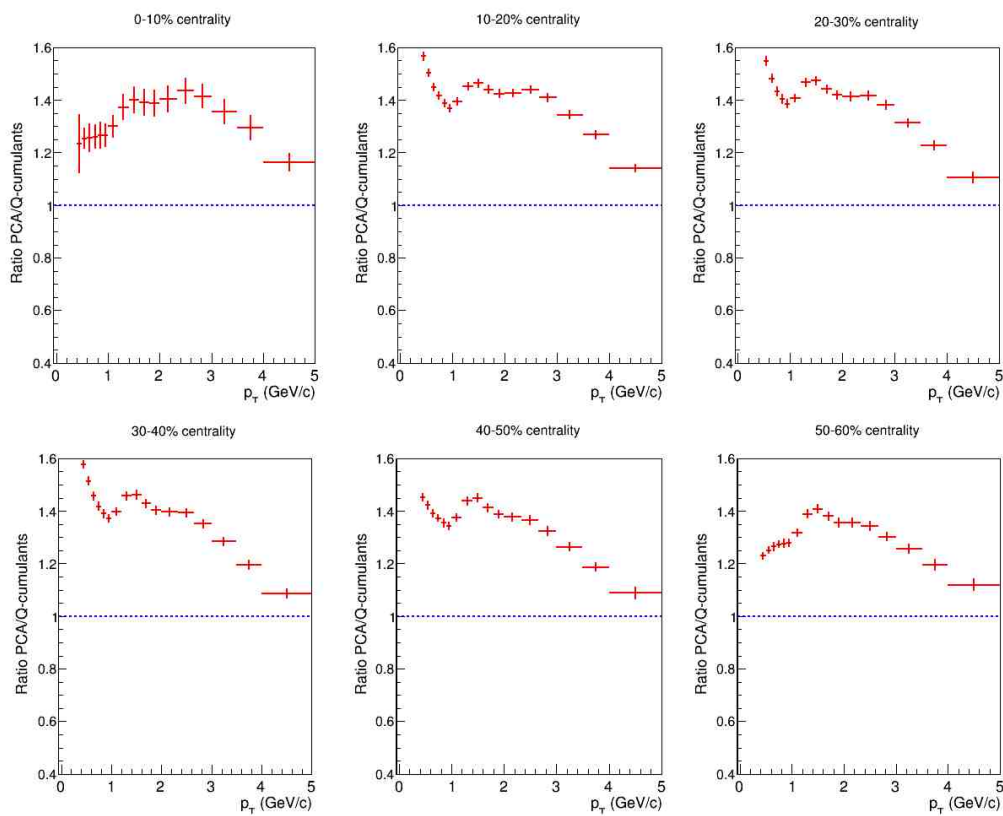 0-10% centrality
Ratio PCA/Q-cumulants
1.6
1.4
1.2
1
0.8
0.6
0.4
0 1 2 3 4 5
p_T (GeV/c)
10-20% centrality
Ratio PCA/Q-cumulants
1.6
1.4
1.2
1
0.8
0.6
0.4
0 1 2 3 4 5
p_T (GeV/c)
20-30% centrality
Ratio PCA/Q-cumulants
1.6
1.4
1.2
1
0.8
0.6
0.4
0 1 2 3 4 5
p_T (GeV/c)
30-40% centrality
Ratio PCA/Q-cumulants
1.6
1.4
1.2
1
0.8
0.6
0.4
0 1 2 3 4 5
p_T (GeV/c)
40-50% centrality
Ratio PCA/Q-cumulants
1.6
1.4
1.2
1
0.8
0.6
0.4
0 1 2 3 4 5
p_T (GeV/c)
50-60% centrality
Ratio PCA/Q-cumulants
1.6
1.4
1.2
1
0.8
0.6
0.4
0 1 2 3 4 5
p_T (GeV/c)